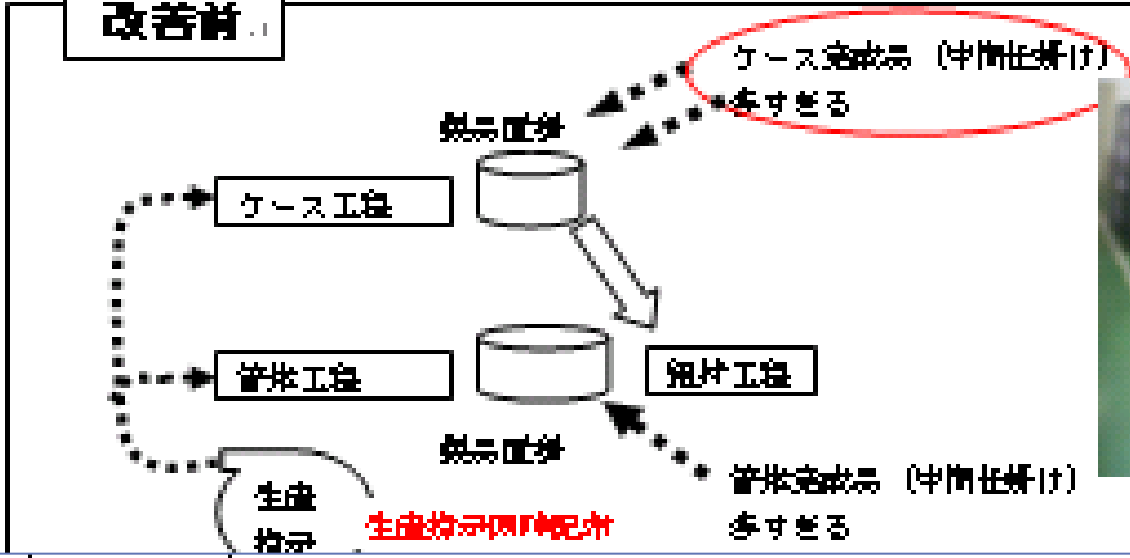 改善前
ケース完成品（中間仕掛け）
多すぎる
製品置場
ケース工程
管体工程
組付工程
製品置場
管体完成品（中間仕掛け）
多すぎる
生産
指示
生産指示同時配布